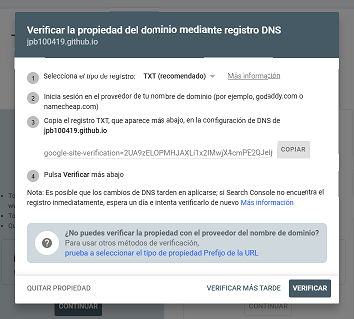 Verificar la propiedad del dominio mediante registro DNS
jpb100419.github.io
1 Selecciona el tipo de registro: TXT (recomendado) Más información
2 Inicia sesión en el proveedor de tu nombre de dominio (por ejemplo, godaddy.com o
namecheap.com)
3 Copia el registro TXT, que aparece más abajo, en la configuración de DNS de
jpb100419.github.io
COPIAR
4 Pulsa Verificar más abajo
Nota: Es posible que los cambios de DNS tarden en aplicarse; si Search Console no encuentra el
registro inmediatamente, espera un día e intenta verificarlo de nuevo Más información
¿No puedes verificar la propiedad con el proveedor del nombre de dominio?
Para usar otros métodos de verificación,
prueba a seleccionar el tipo de propiedad Prefijo de la URL
QUITAR PROPIEDAD VERIFICAR MÁS TARDE VERIFICAR
CONTINUAR CONTINUAR